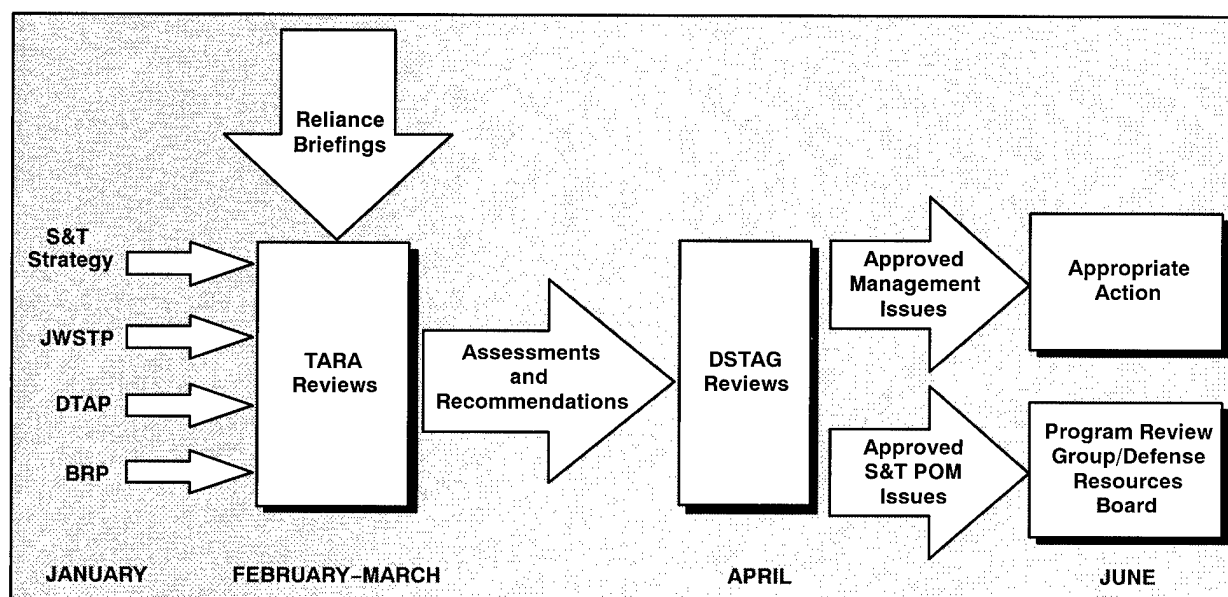 Reliance
Briefings
S&T
Strategy
JWSTP
DTAP
BRP
TARA
Reviews
Assessments
and
Recommendations
DSTAG
Reviews
Approved
Management
Issues
Appropriate
Action
Approved
S&T POM
Issues
Program Review
Group/Defense
Resources
Board
JANUARY
FEBRUARY–MARCH
APRIL
JUNE